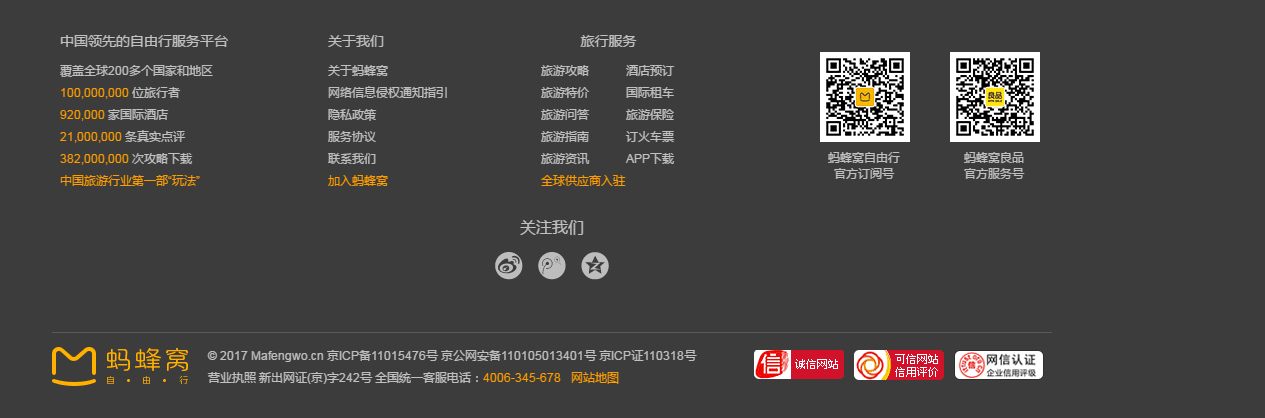 中国领先的自由行服务平台
覆盖全球200多个国家和地区
100,000,000 位旅行者
920,000 家国际酒店
21,000,000 条真实点评
382,000,000 次攻略下载
中国旅游行业第一部“玩法”
关于我们
关于蚂蜂窝
网络信息侵权通知指引
隐私政策
服务协议
联系我们
加入蚂蜂窝
旅行服务
旅游攻略 酒店预订
旅游特价 国际租车
旅游问答 旅游保险
旅游指南 订火车票
旅游资讯 APP下载
全球供应商入驻
良品
蚂蜂窝自由行
官方订阅号
蚂蜂窝良品
官方服务号
关注我们
蚂蜂窝
自·由·行
© 2017 Mafengwo.cn 京ICP备11015476号 京公网安备110105013401号 京ICP证110318号
营业执照 新出网证(京)字242号 全国统一客服电话：4006-345-678 网站地图
信 诚信网站
可信网站
信用评价
信 网信认证
企业信用评级